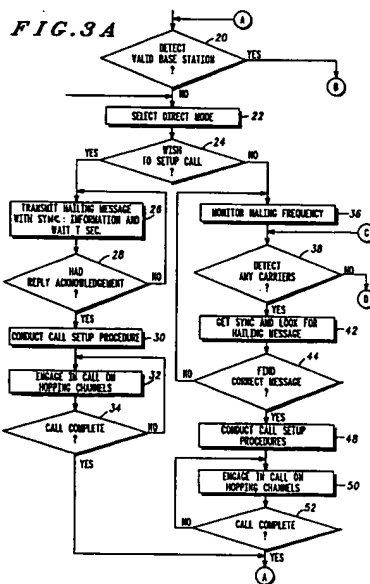 FIG.3A
A
20
DETECT
VALID BASE STATION
?
YES
B
NO
SELECT DIRECT MODE
22
24
YES
WISH
TO SETUP CALL
?
NO
TRANSMIT HAILING MESSAGE
WITH SYNC: INFORMATION AND
WAIT T SEC.
26
28
HAD
REPLY ACKNOWLEDGEMENT
?
NO
YES
CONDUCT CALL SETUP PROCEDURE
30
ENGAGE IN CALL ON
HOPPING CHANNELS
32
34
CALL COMPLETE
?
NO
YES
MONITOR HALING FREQUENCY
36
C
38
DETECT
ANY CARRIERS
?
NO
D
YES
GET SYNC AND LOOK FOR
HAILING MESSAGE
42
44
FIND
CORRECT MESSAGE
?
NO
YES
CONDUCT CALL SETUP
PROCEDURES
48
ENGAGE IN CALL ON
HOPPING CHANNELS
50
52
NO
CALL COMPLETE
?
YES
A